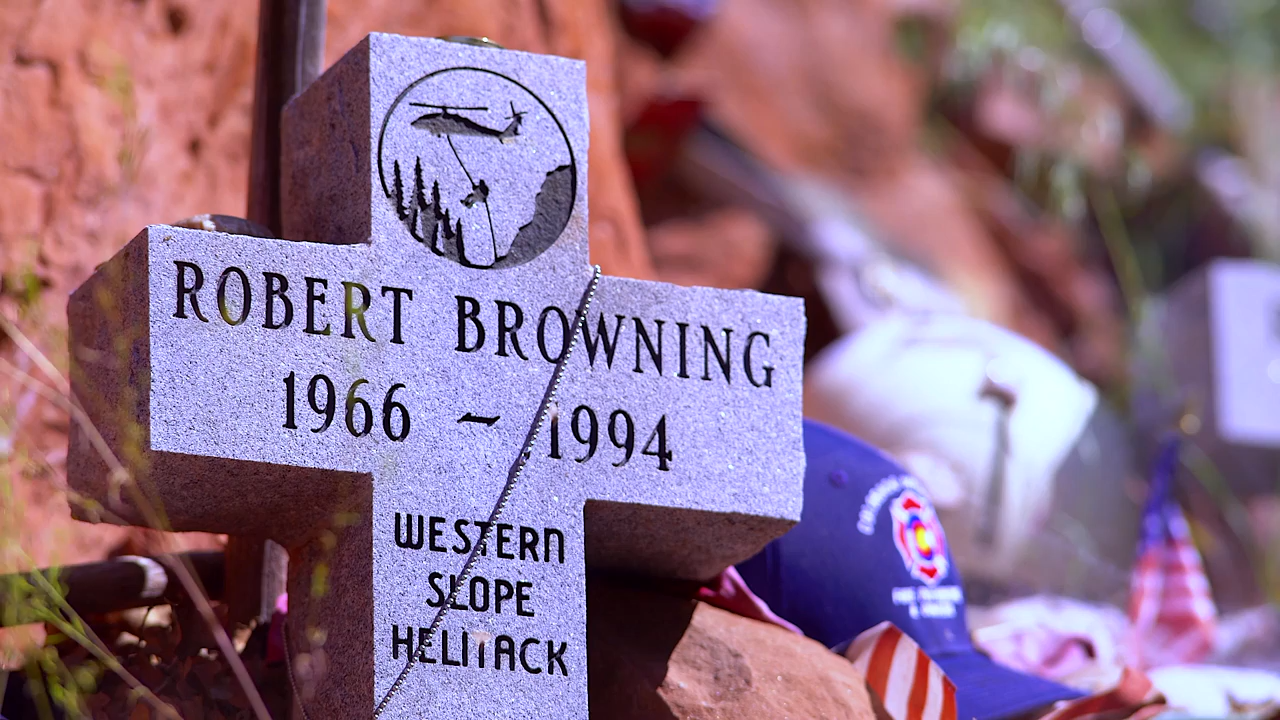 ROBERT BROWNING
1966 ~ 1994
WESTERN
SLOPE
HELITACK